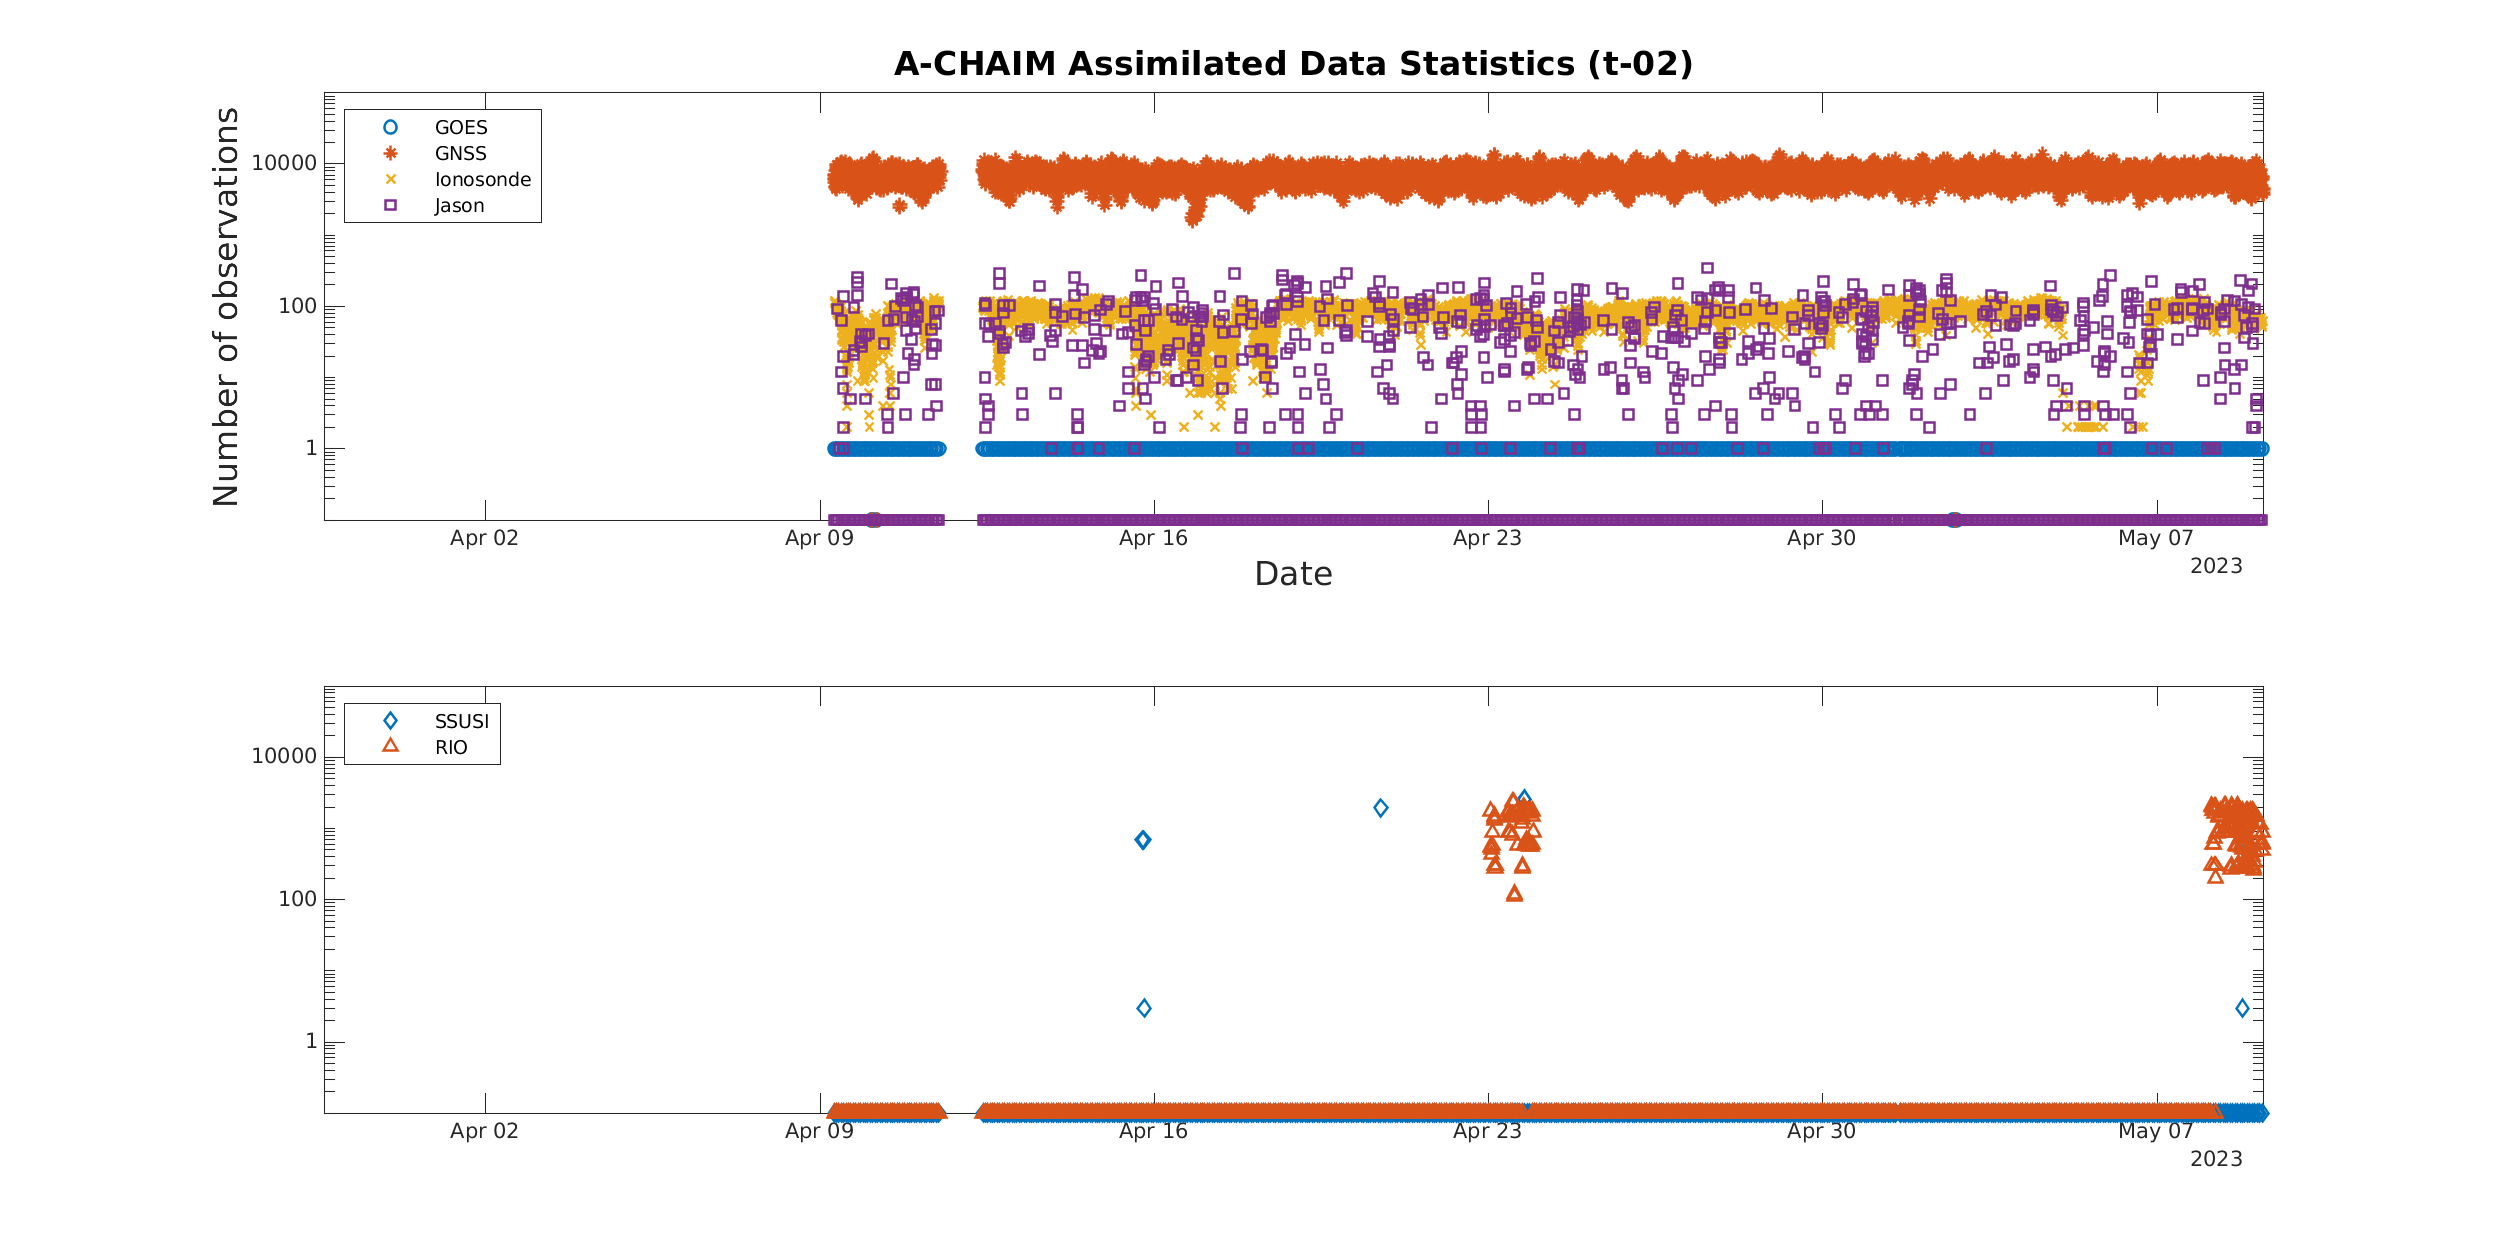 A-CHAIM Assimilated Data Statistics (t-02)
Number of observations
10000
100
1
GOES
GNSS
Ionosonde
Jason
Apr 02
Apr 09
Apr 16
Apr 23
Apr 30
May 07
2023
Date
10000
100
1
SSUSI
RIO
Apr 02
Apr 09
Apr 16
Apr 23
Apr 30
May 07
2023